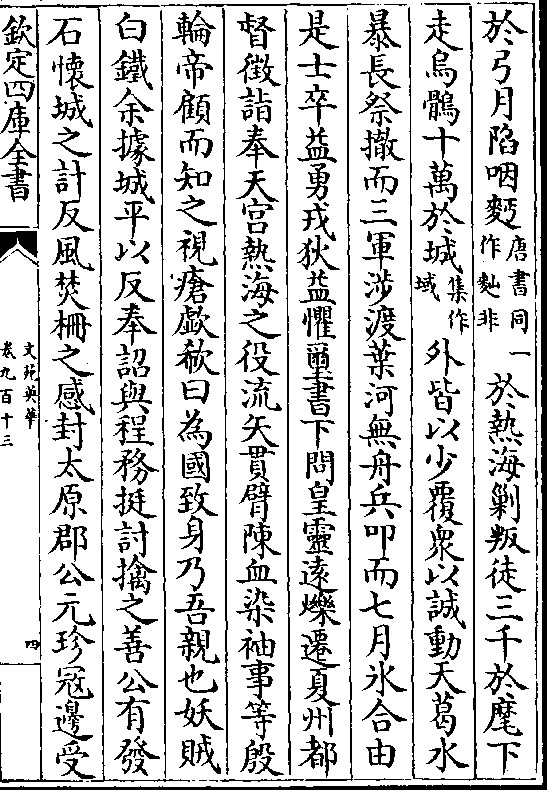 於弓月陷咽麪唐書同作麫非一於熱海剿叛徒三千於麾下
走烏鶻十萬於城集作域外皆以少覆衆以誠動天葛水
暴長祭撤而三軍涉渡葉河無舟兵叩而七月氷合由
是士卒益勇戎狄益懼璽書下問皇靈遠爍遷夏州都
督徴詣奉天宫熱海之役流矢貫臂陳血染袖事等殷
輪帝顧而知之視瘡歔欷曰為國致身乃吾親也妖賊
白鐵余據城平以反奉詔與程務挺討擒之善公有發
石懷城之計反風焚栅之感封太原郡公元珍冦邊受
欽定四庫全書
文苑英華
卷九百十三
四